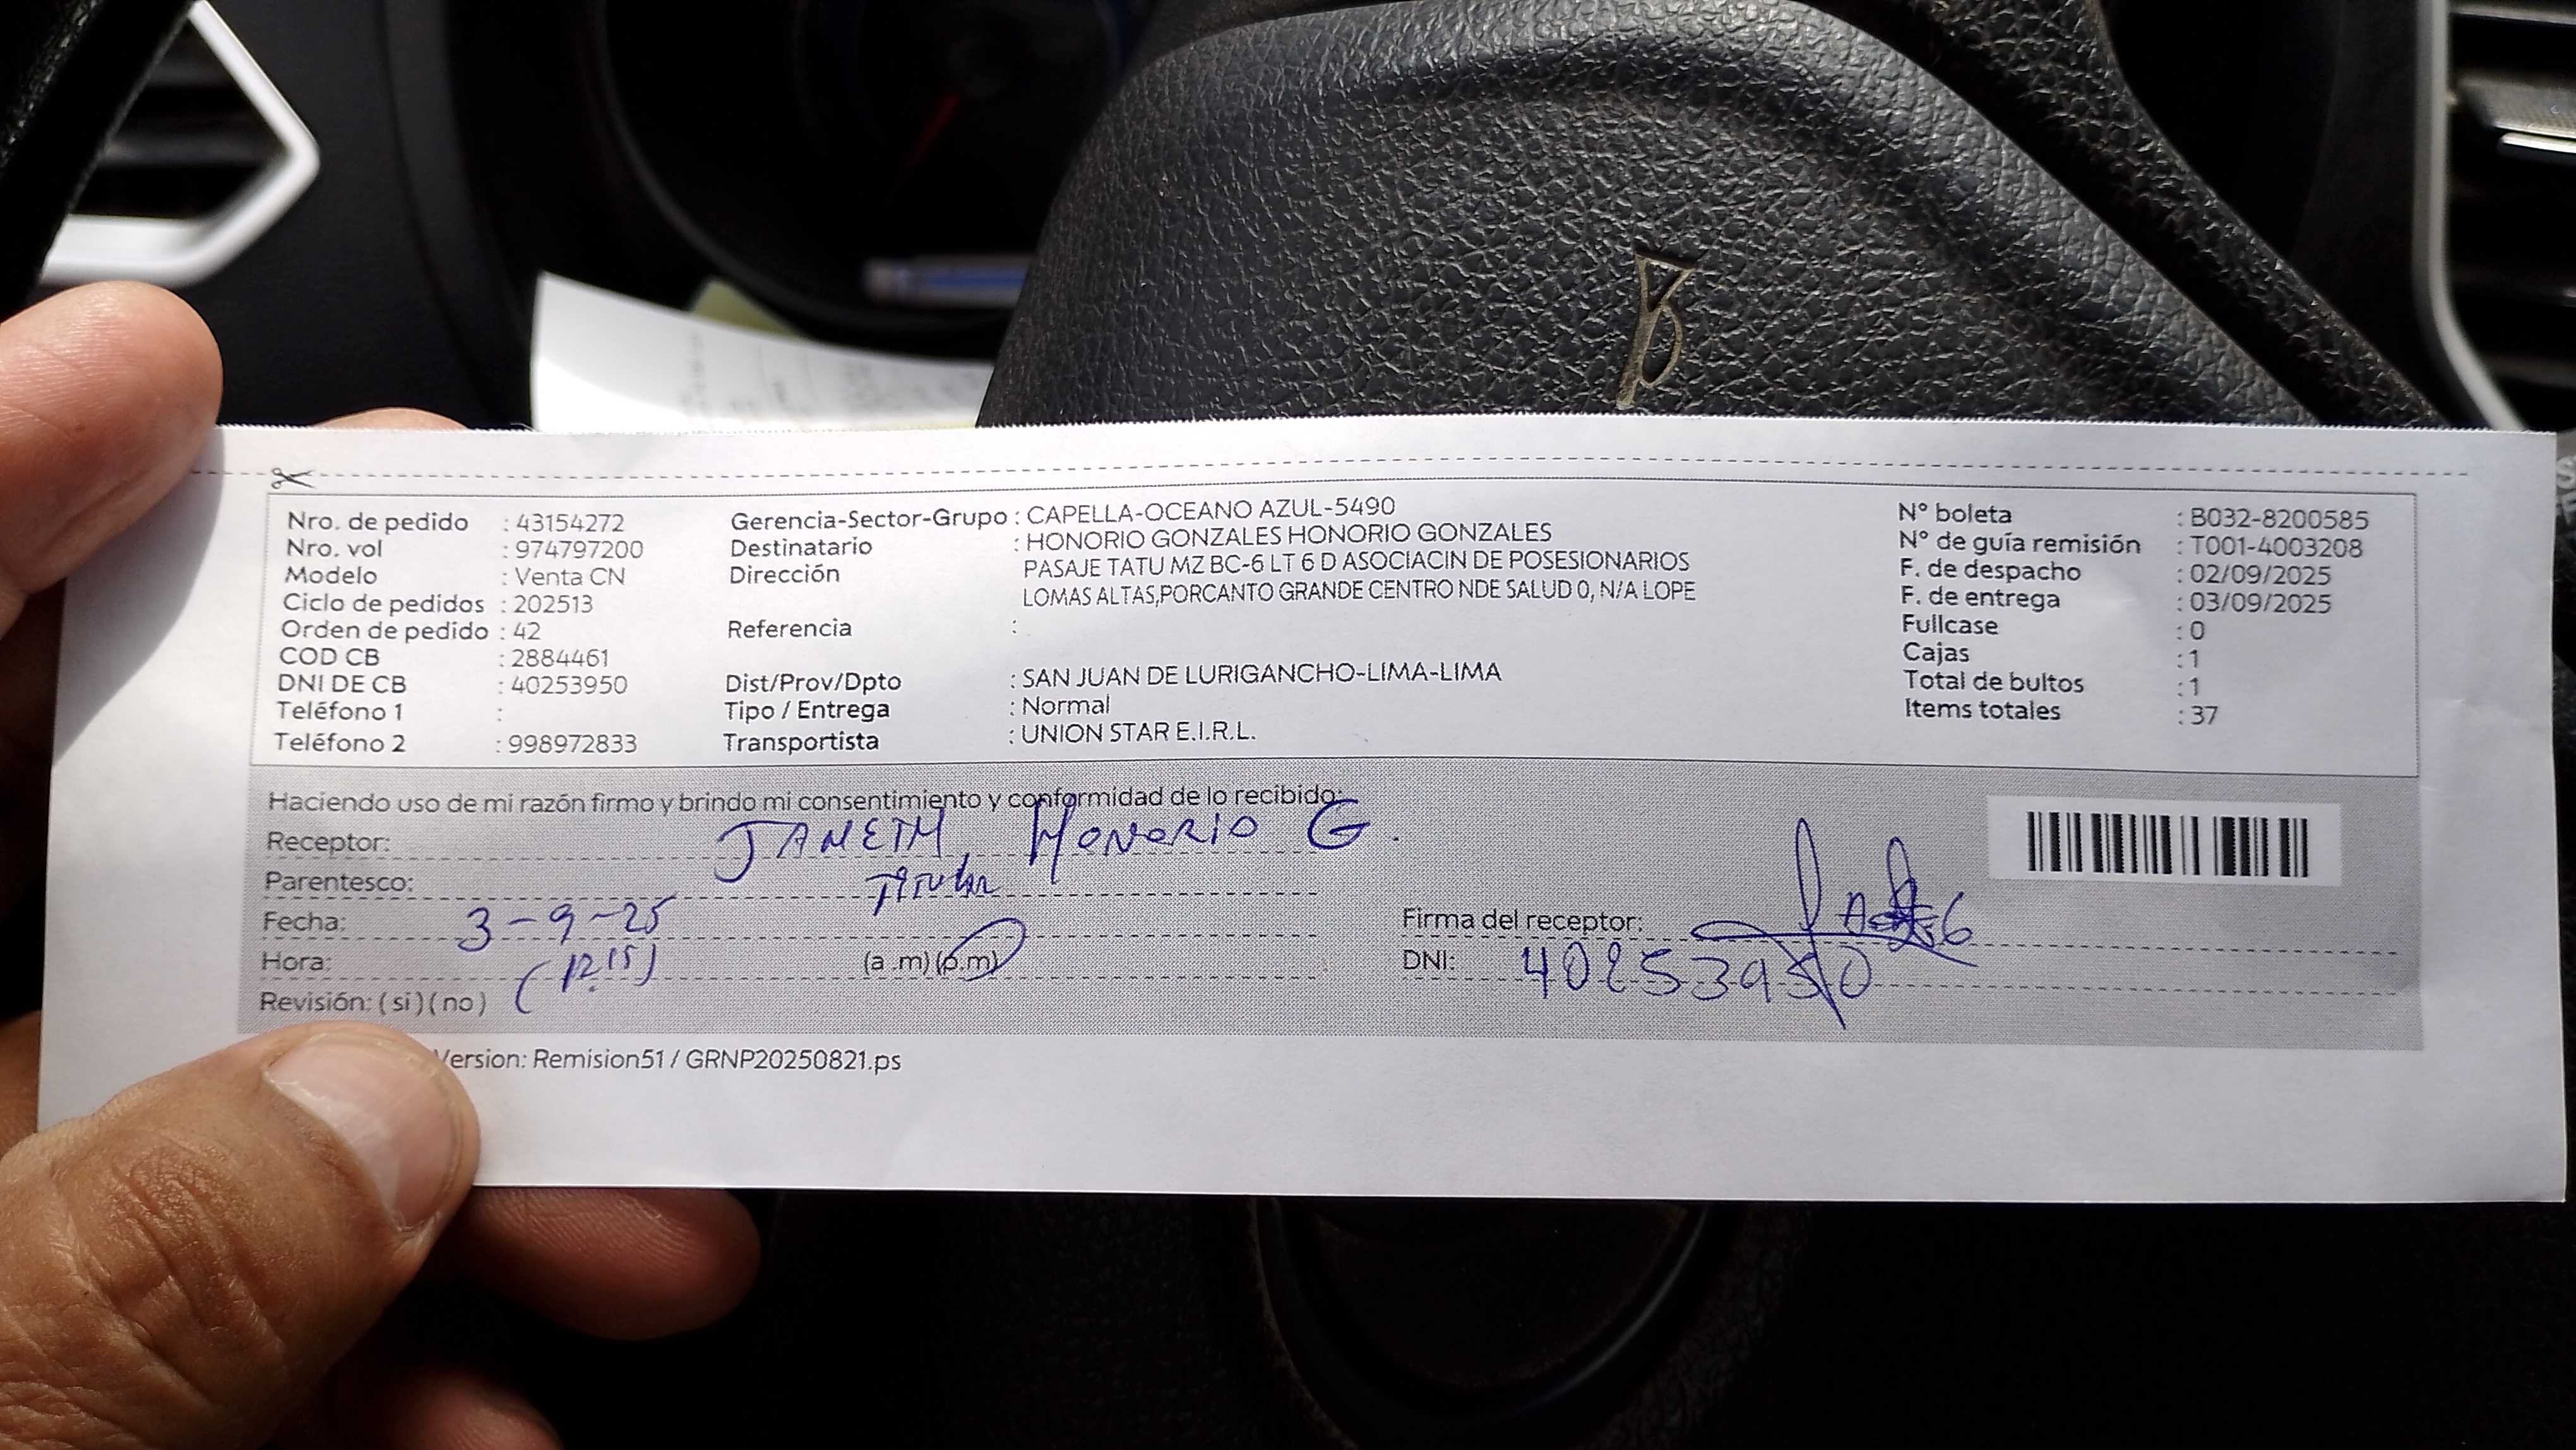 Nro. de pedido : 43154272
Nro. vol : 974797200
Modelo : Venta CN
Ciclo de pedidos : 202513
Orden de pedido : 42
COD CB : 2884461
DNI DE CB : 40253950
Teléfono 1 :
Teléfono 2 : 998972833
Gerencia-Sector-Grupo : CAPELLA-OCEANO AZUL-5490
Destinatario : HONORIO GONZALES HONORIO GONZALES
Dirección PASAJE TATU MZ BC-6 LT 6 D ASOCIACIN DE POSESIONARIOS
LOMAS ALTAS,PORCANTO GRANDE CENTRO NDE SALUD 0, N/A LOPE
Referencia :
Dist/Prov/Dpto : SAN JUAN DE LURIGANCHO-LIMA-LIMA
Tipo / Entrega : Normal
Transportista : UNION STAR E.I.R.L.
N° boleta : B032-8200585
N° de guía remisión : T001-4003208
F. de despacho : 02/09/2025
F. de entrega : 03/09/2025
Fullcase : 0
Cajas : 1
Total de bultos : 1
Items totales : 37
Haciendo uso de mi razón firmo y brindo mi consentimiento y conformidad de lo recibido:
Receptor: JANETH HONORIO G.
Parentesco: Titular
Fecha: 3-9-25
Hora: (12.15) (a .m) (p.m)
Revisión: ( si ) ( no )
Firma del receptor:
DNI: 40253950
Version: Remision51 / GRNP20250821.ps